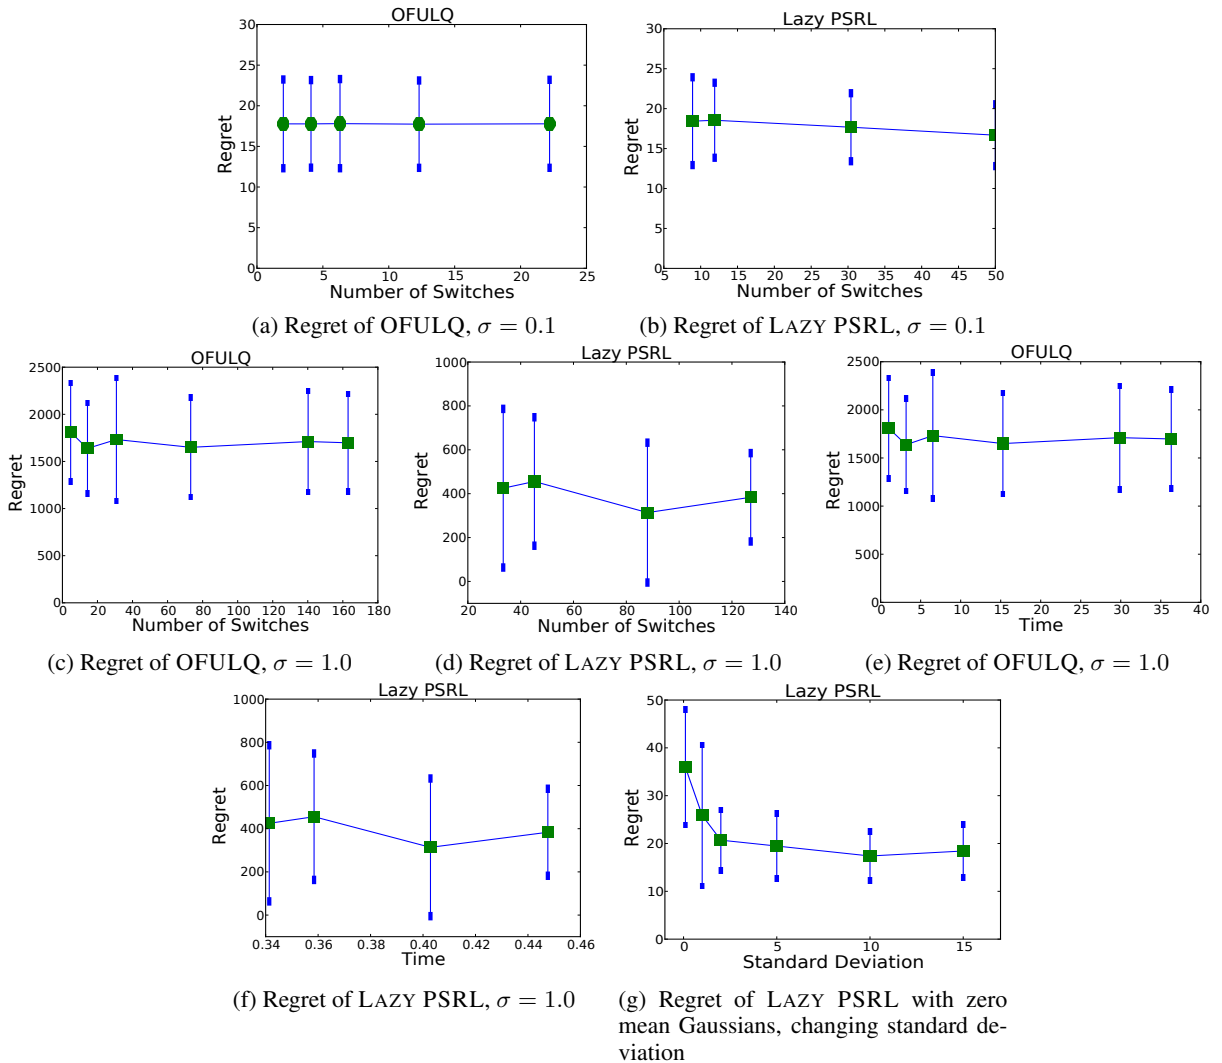 OFULQ
30
25
20
15
10
5
0
Regret
0 5 10 15 20 25
Number of Switches
(a) Regret of OFULQ, σ = 0.1
Lazy PSRL
30
25
20
15
10
5
0
Regret
5 10 15 20 25 30 35 40 45 50
Number of Switches
(b) Regret of LAZY PSRL, σ = 0.1
OFULQ
2500
2000
1500
1000
500
0
Regret
0 20 40 60 80 100 120 140 160 180
Number of Switches
(c) Regret of OFULQ, σ = 1.0
Lazy PSRL
1000
800
600
400
200
0
Regret
20 40 60 80 100 120 140
Number of Switches
(d) Regret of LAZY PSRL, σ = 1.0
OFULQ
2500
2000
1500
1000
500
0
Regret
0 5 10 15 20 25 30 35 40
Time
(e) Regret of OFULQ, σ = 1.0
Lazy PSRL
1000
800
600
400
200
0
Regret
0.34 0.36 0.38 0.40 0.42 0.44 0.46
Time
(f) Regret of LAZY PSRL, σ = 1.0
Lazy PSRL
50
40
30
20
10
0
Regret
0 5 10 15
Standard Deviation
(g) Regret of LAZY PSRL with zero
mean Gaussians, changing standard de-
viation